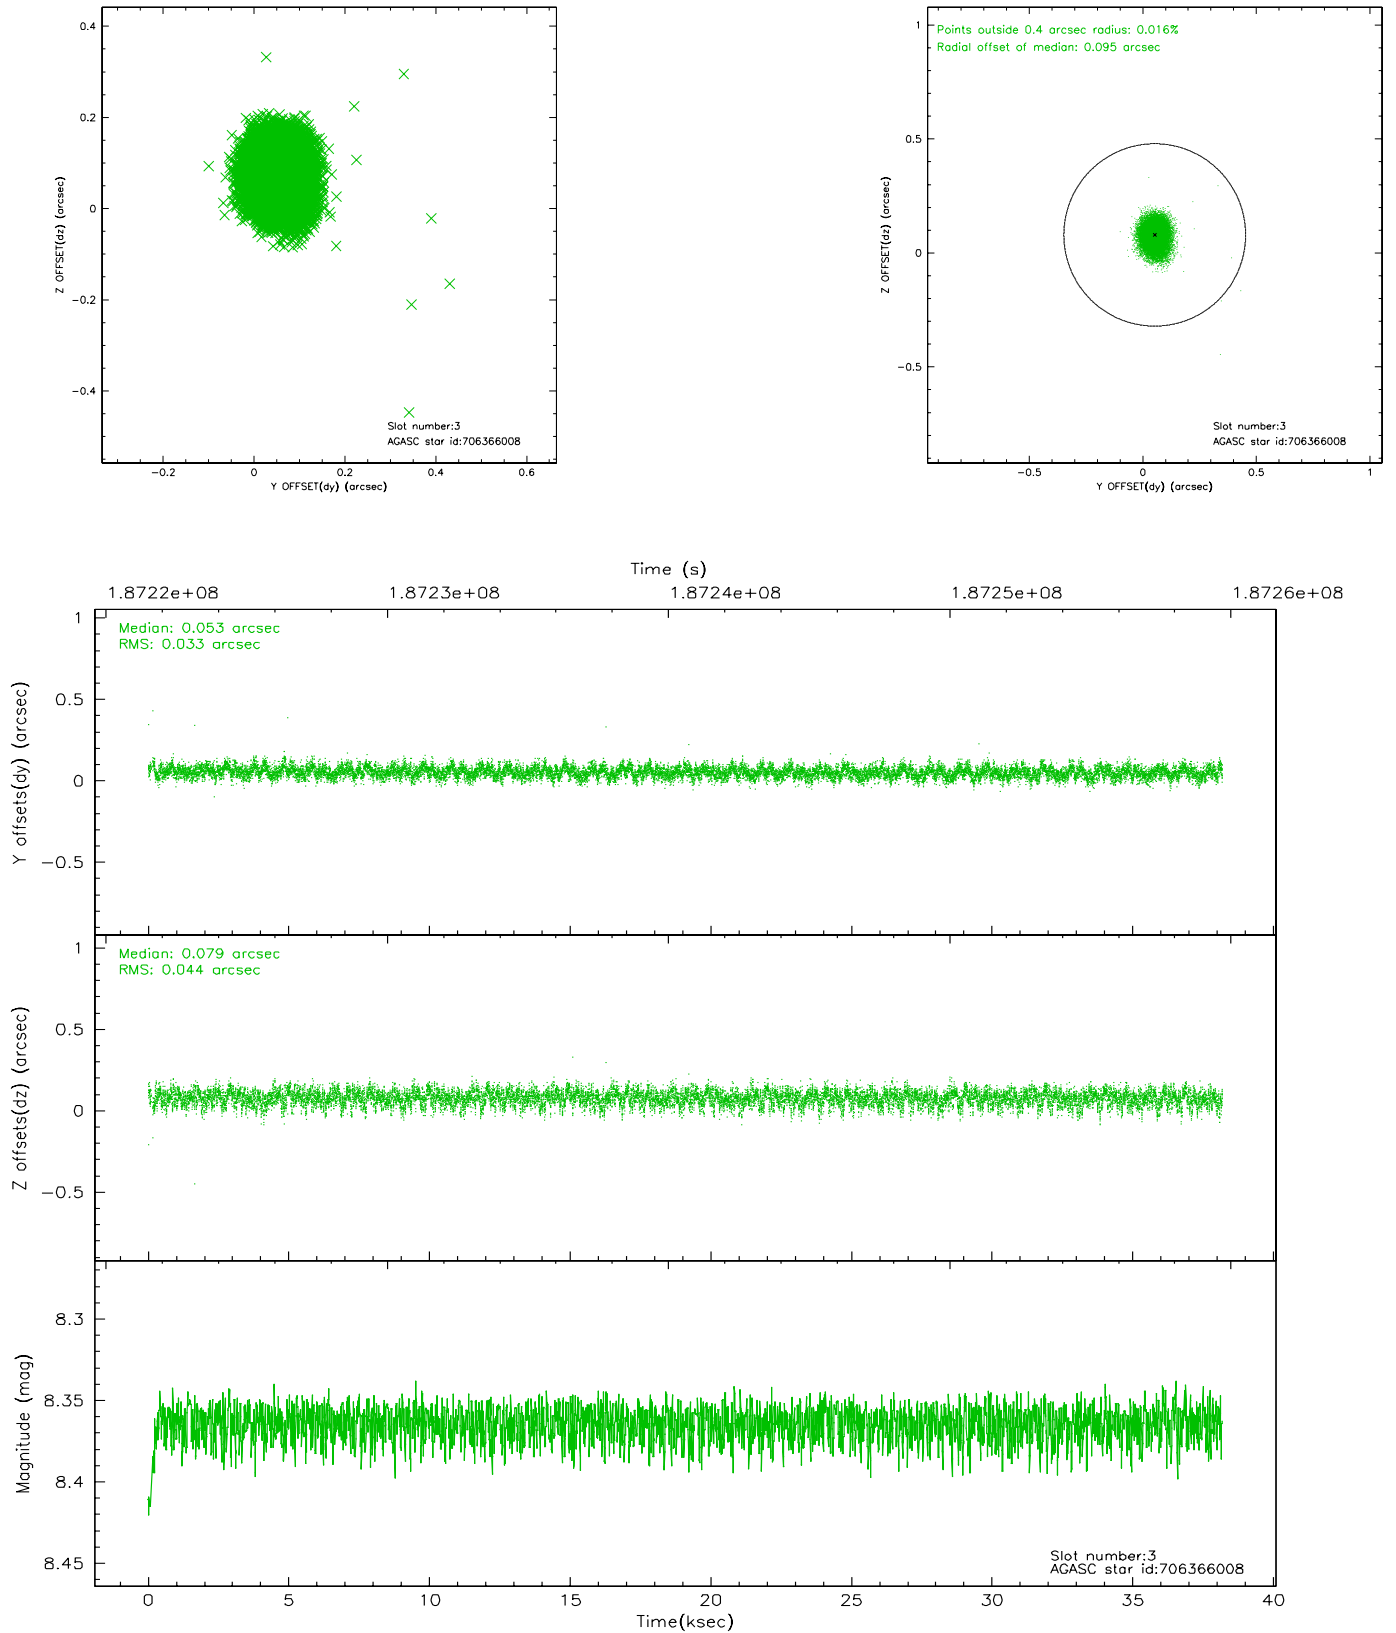 0.4
0.2
0
−0.2
−0.4
Z OFFSET(dz) (arcsec)
−0.2 0 0.2 0.4 0.6
Y OFFSET(dy) (arcsec)
Slot number:3
AGASC star id:706366008
Points outside 0.4 arcsec radius: 0.016%
Radial offset of median: 0.095 arcsec
1
0.5
0
−0.5
Z OFFSET(dz) (arcsec)
−0.5 0 0.5 1
Y OFFSET(dy) (arcsec)
Slot number:3
AGASC star id:706366008
Time (s)
1.8722e+08 1.8723e+08 1.8724e+08 1.8725e+08 1.8726e+08
Median: 0.053 arcsec
RMS: 0.033 arcsec
1
0.5
0
−0.5
Y offsets(dy) (arcsec)
Median: 0.079 arcsec
RMS: 0.044 arcsec
1
0.5
0
−0.5
Z offsets(dz) (arcsec)
8.3
8.35
8.4
8.45
Magnitude (mag)
Slot number:3
AGASC star id:706366008
0 5 10 15 20 25 30 35 40
Time(ksec)